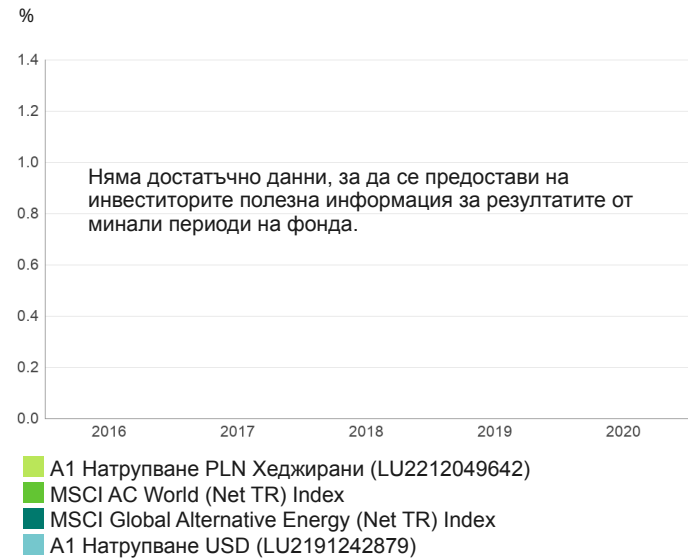 %
1.4
1.2
1.0
Няма достатъчно данни, за да се предостави на
инвеститорите полезна информация за резултатите от
0.8
минали периоди на фонда.
0.6
0.4
0.2
0.0
2016 2017 2018 2019 2020
A1 Натрупване PLN Хеджирани (LU2212049642)
MSCI AC World (Net TR) Index
MSCI Global Alternative Energy (Net TR) Index
A1 Натрупване USD (LU2191242879)